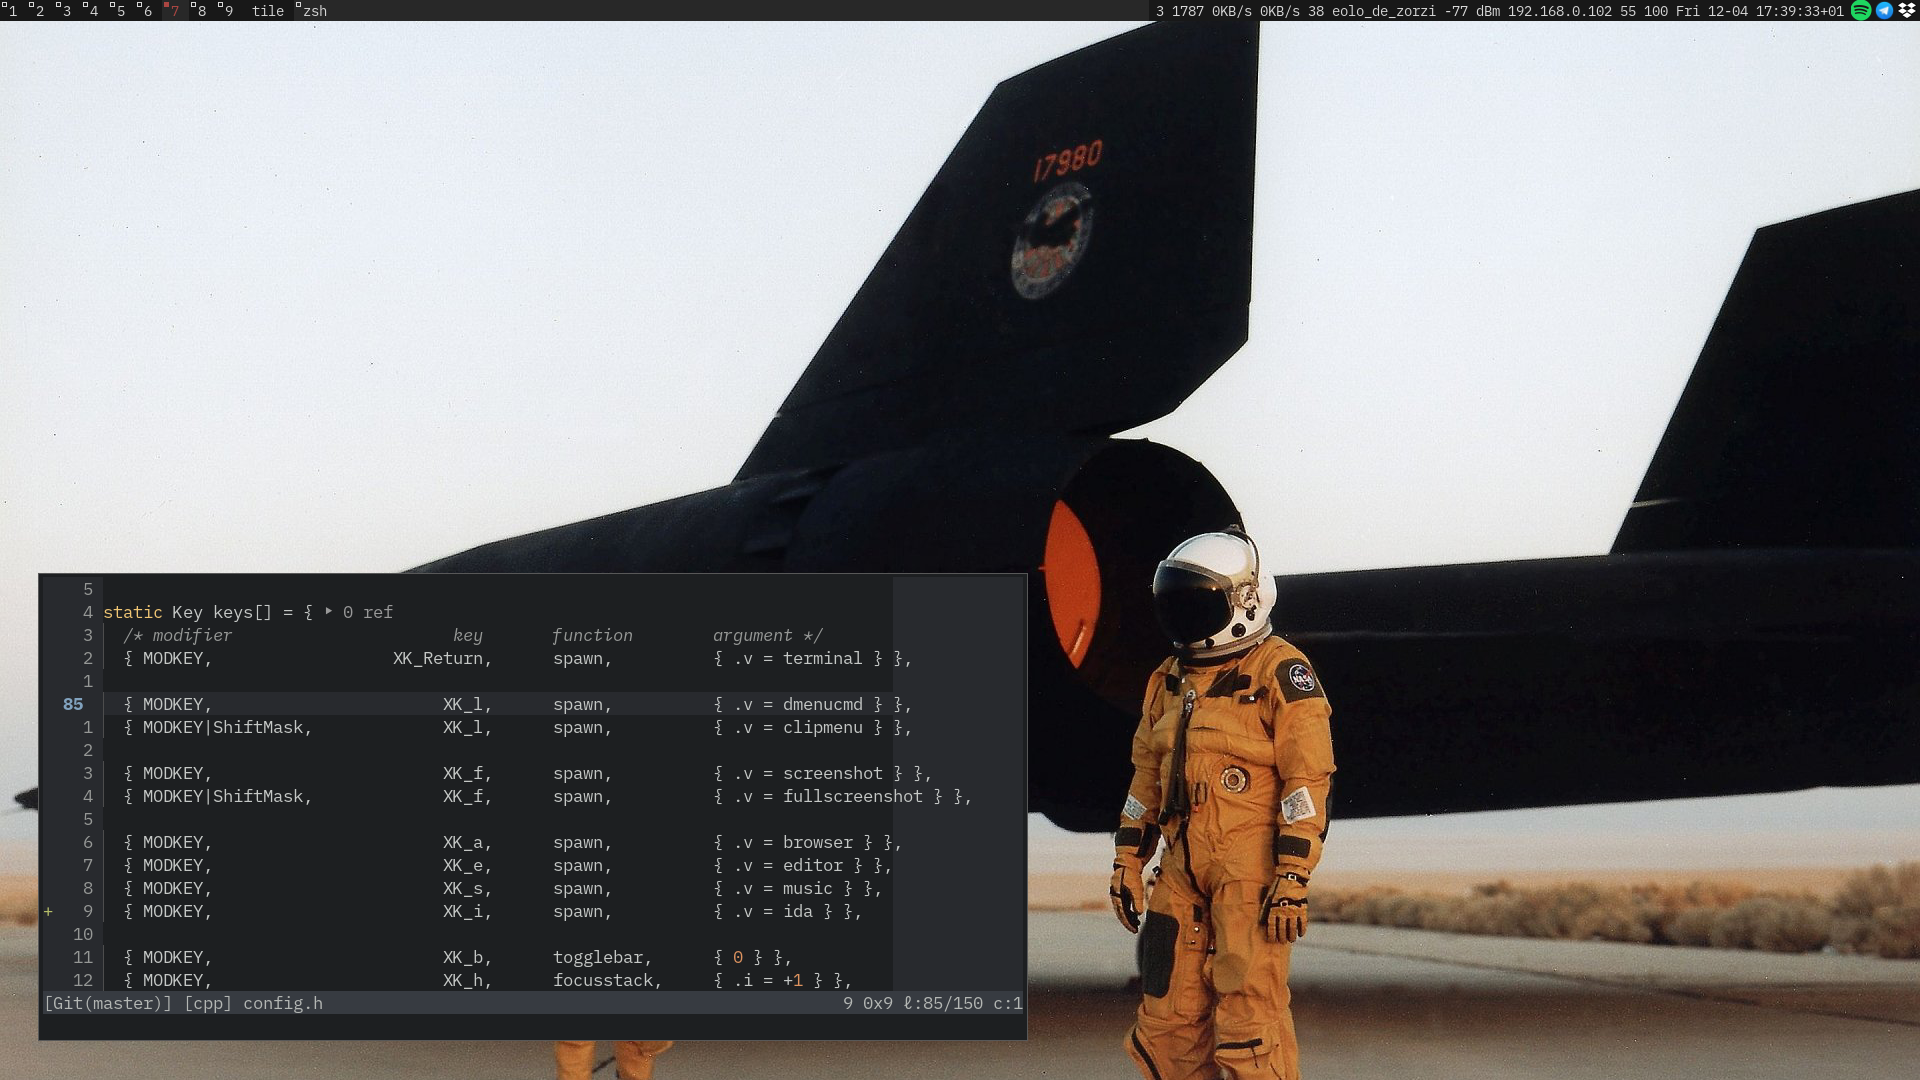 1 2 3 4 5 6 7 8 9 tile zsh
3 1787 0KB/s 0KB/s 38 eolo_de_zorzi -77 dBm 192.168.0.102 55 100 Fri 12-04 17:39:33+01
17980
NASA
5
4 static Key keys[] = { ‣ 0 ref
3 /* modifier key function argument */
2 { MODKEY, XK_Return, spawn, { .v = terminal } },
1
85 { MODKEY, XK_l, spawn, { .v = dmenucmd } },
1 { MODKEY|ShiftMask, XK_l, spawn, { .v = clipmenu } },
2
3 { MODKEY, XK_f, spawn, { .v = screenshot } },
4 { MODKEY|ShiftMask, XK_f, spawn, { .v = fullscreenshot } },
5
6 { MODKEY, XK_a, spawn, { .v = browser } },
7 { MODKEY, XK_e, spawn, { .v = editor } },
8 { MODKEY, XK_s, spawn, { .v = music } },
+ 9 { MODKEY, XK_i, spawn, { .v = ida } },
10
11 { MODKEY, XK_b, togglebar, { 0 } },
12 { MODKEY, XK_h, focusstack, { .i = +1 } },
[Git(master)] [cpp] config.h 9 0x9 ℓ:85/150 c:1